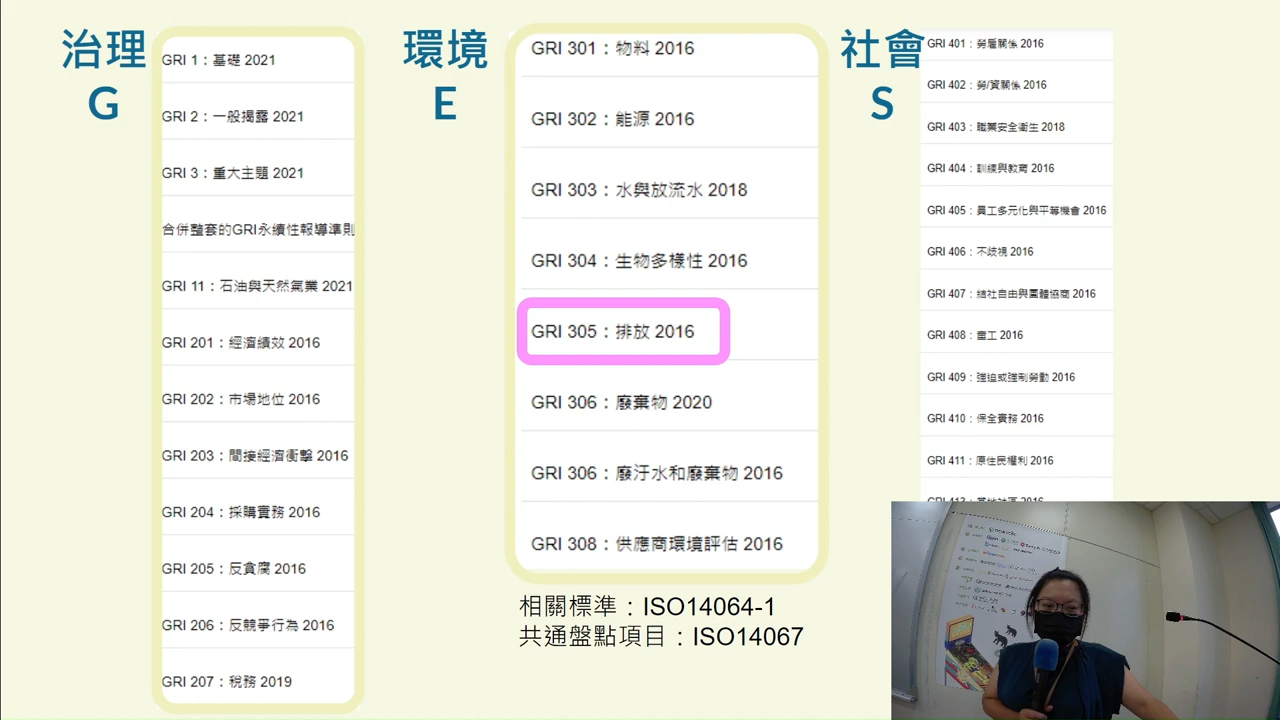 治理
G
GRI 1：基礎 2021
GRI 2：一般揭露 2021
GRI 3：重大主題 2021
合併整套的GRI永續性報導準則
GRI 11：石油與天然氣業 2021
GRI 201：經濟績效 2016
GRI 202：市場地位 2016
GRI 203：間接經濟衝擊 2016
GRI 204：採購實務 2016
GRI 205：反貪腐 2016
GRI 206：反競爭行為 2016
GRI 207：稅務 2019
環境
E
GRI 301：物料 2016
GRI 302：能源 2016
GRI 303：水與放流水 2018
GRI 304：生物多樣性 2016
GRI 305：排放 2016
GRI 306：廢棄物 2020
GRI 306：廢汙水和廢棄物 2016
GRI 308：供應商環境評估 2016
相關標準：ISO14064-1
共通盤點項目：ISO14067
社會
S
GRI 401：勞雇關係 2016
GRI 402：勞/資關係 2016
GRI 403：職業安全衛生 2018
GRI 404：訓練與教育 2016
GRI 405：員工多元化與平等機會 2016
GRI 406：不歧視 2016
GRI 407：結社自由與團體協商 2016
GRI 408：童工 2016
GRI 409：強迫或強制勞動 2016
GRI 410：保全實務 2016
GRI 411：原住民權利 2016